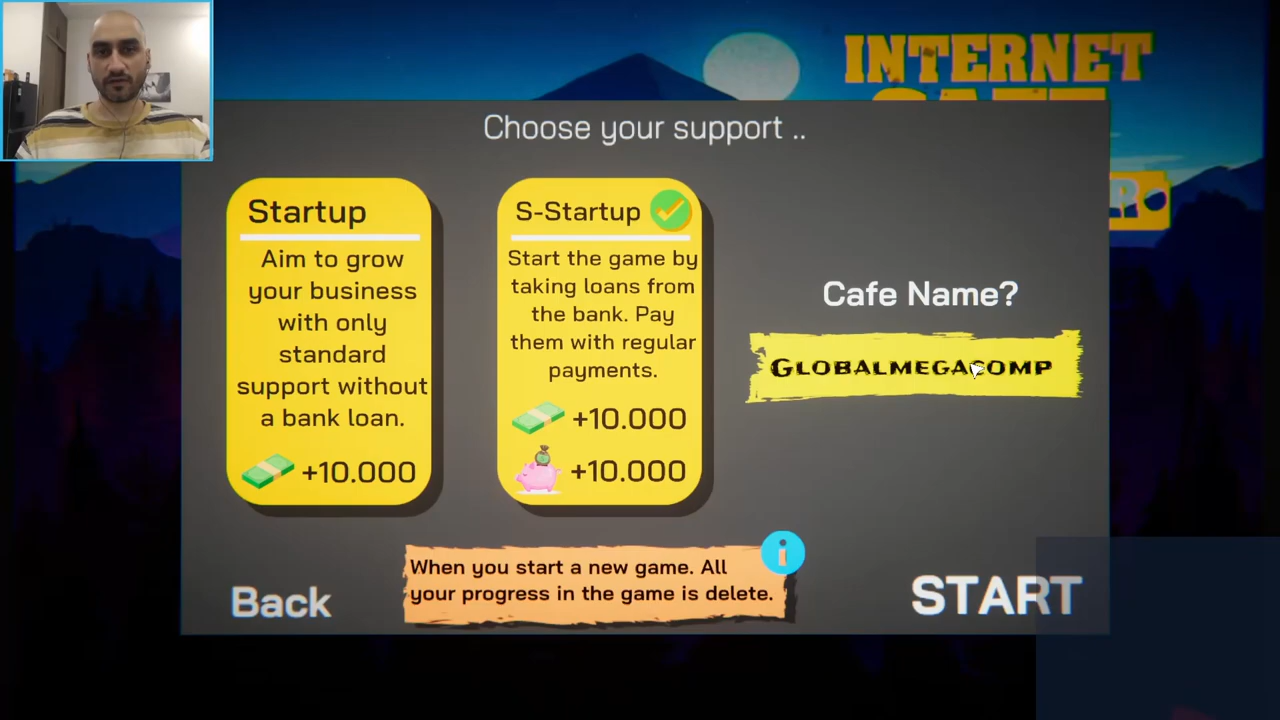 INTERNET
CAFE
R
Choose your support ..
Startup
Aim to grow
your business
with only
standard
support without
a bank loan.
+10.000
S-Startup
Start the game by
taking loans from
the bank. Pay
them with regular
payments.
+10.000
+10.000
Cafe Name?
GLOBALMEGACOMP
When you start a new game. All
your progress in the game is delete.
i
Back
START